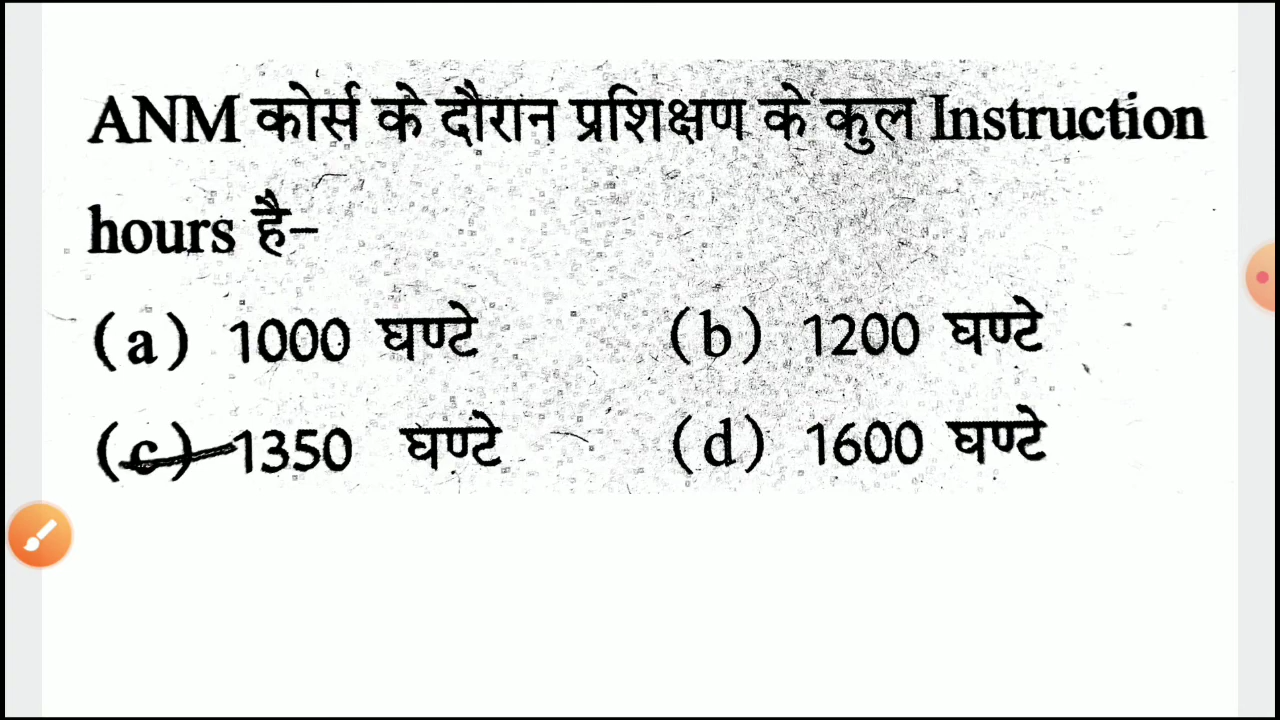 ANM कोर्स के दौरान प्रशिक्षण के कुल Instruction
hours है–
(a) 1000 घण्टे (b) 1200 घण्टे
(c) 1350 घण्टे (d) 1600 घण्टे